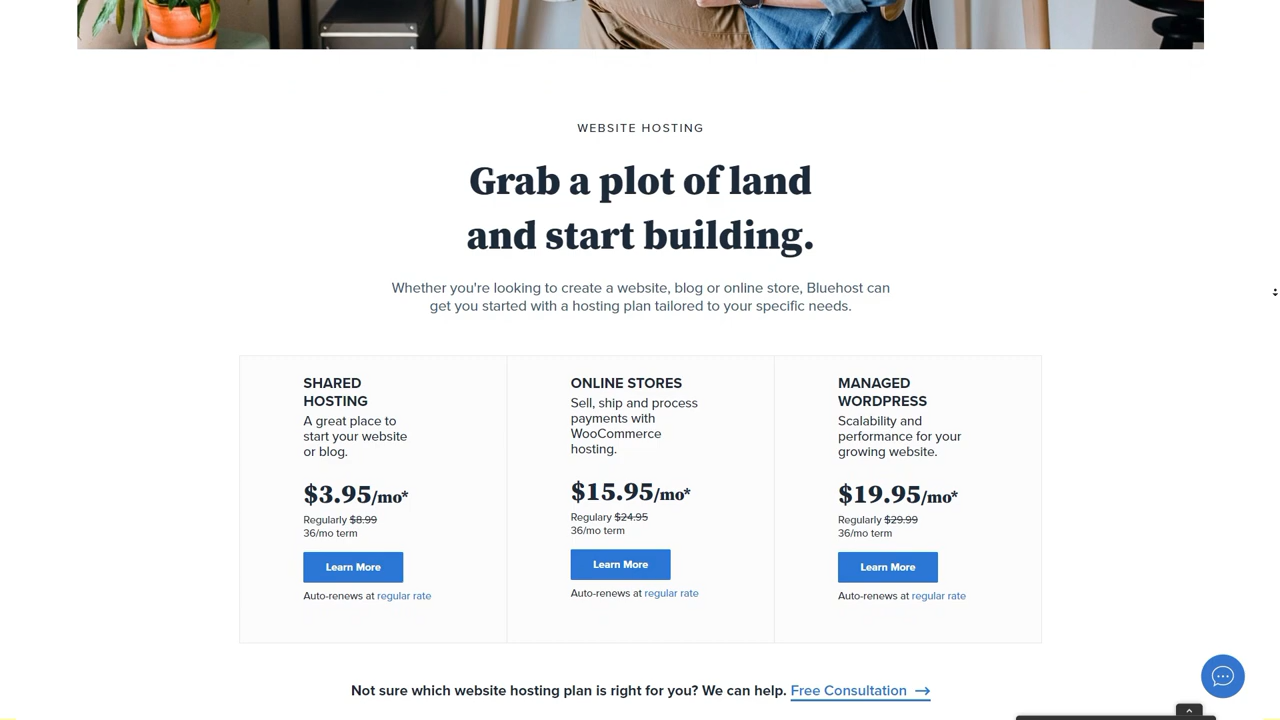 WEBSITE HOSTING
Grab a plot of land
and start building.
Whether you're looking to create a website, blog or online store, Bluehost can
get you started with a hosting plan tailored to your specific needs.
SHARED
HOSTING
A great place to
start your website
or blog.
$3.95/mo*
Regularly $8.99
36/mo term
Learn More
Auto-renews at regular rate
ONLINE STORES
Sell, ship and process
payments with
WooCommerce
hosting.
$15.95/mo*
Regulary $24.95
36/mo term
Learn More
Auto-renews at regular rate
MANAGED
WORDPRESS
Scalability and
performance for your
growing website.
$19.95/mo*
Regularly $29.99
36/mo term
Learn More
Auto-renews at regular rate
Not sure which website hosting plan is right for you? We can help. Free Consultation →